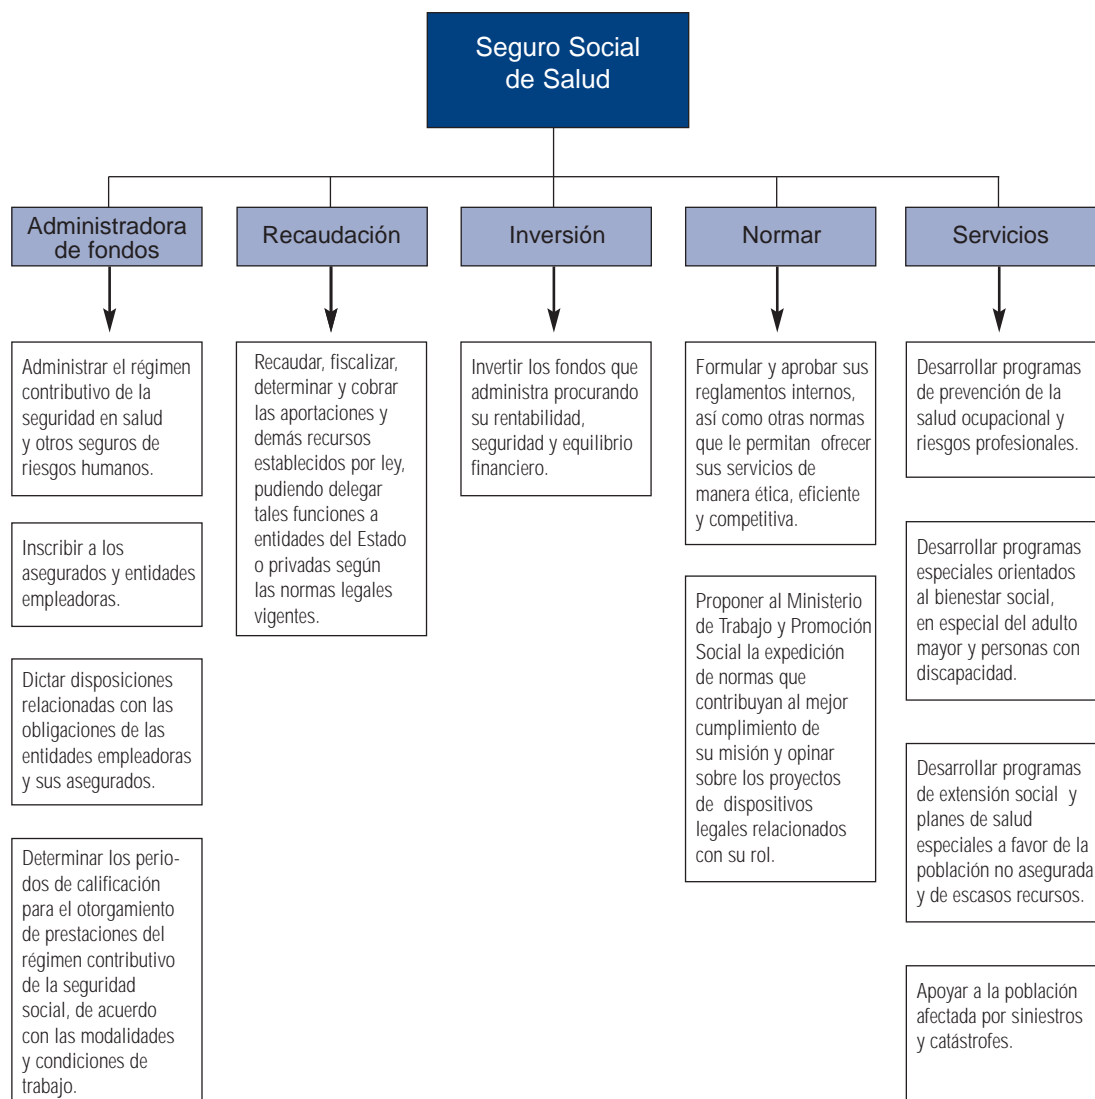 Seguro Social
de Salud
Administradora
de fondos
Administrar el régimen
contributivo de la
seguridad en salud
y otros seguros de
riesgos humanos.
Inscribir a los
asegurados y entidades
empleadoras.
Dictar disposiciones
relacionadas con las
obligaciones de las
entidades empleadoras
y sus asegurados.
Determinar los perio-
dos de calificación
para el otorgamiento
de prestaciones del
régimen contributivo
de la seguridad
social, de acuerdo
con las modalidades
y condiciones de
trabajo.
Recaudación
Recaudar, fiscalizar,
determinar y cobrar
las aportaciones y
demás recursos
establecidos por ley,
pudiendo delegar
tales funciones a
entidades del Estado
o privadas según
las normas legales
vigentes.
Inversión
Invertir los fondos que
administra procurando
su rentabilidad,
seguridad y equilibrio
financiero.
Normar
Formular y aprobar sus
reglamentos internos,
así como otras normas
que le permitan ofrecer
sus servicios de
manera ética, eficiente
y competitiva.
Proponer al Ministerio
de Trabajo y Promoción
Social la expedición
de normas que
contribuyan al mejor
cumplimiento de
su misión y opinar
sobre los proyectos
de dispositivos
legales relacionados
con su rol.
Servicios
Desarrollar programas
de prevención de la
salud ocupacional y
riesgos profesionales.
Desarrollar programas
especiales orientados
al bienestar social,
en especial del adulto
mayor y personas con
discapacidad.
Desarrollar programas
de extensión social y
planes de salud
especiales a favor de la
población no asegurada
y de escasos recursos.
Apoyar a la población
afectada por siniestros
y catástrofes.